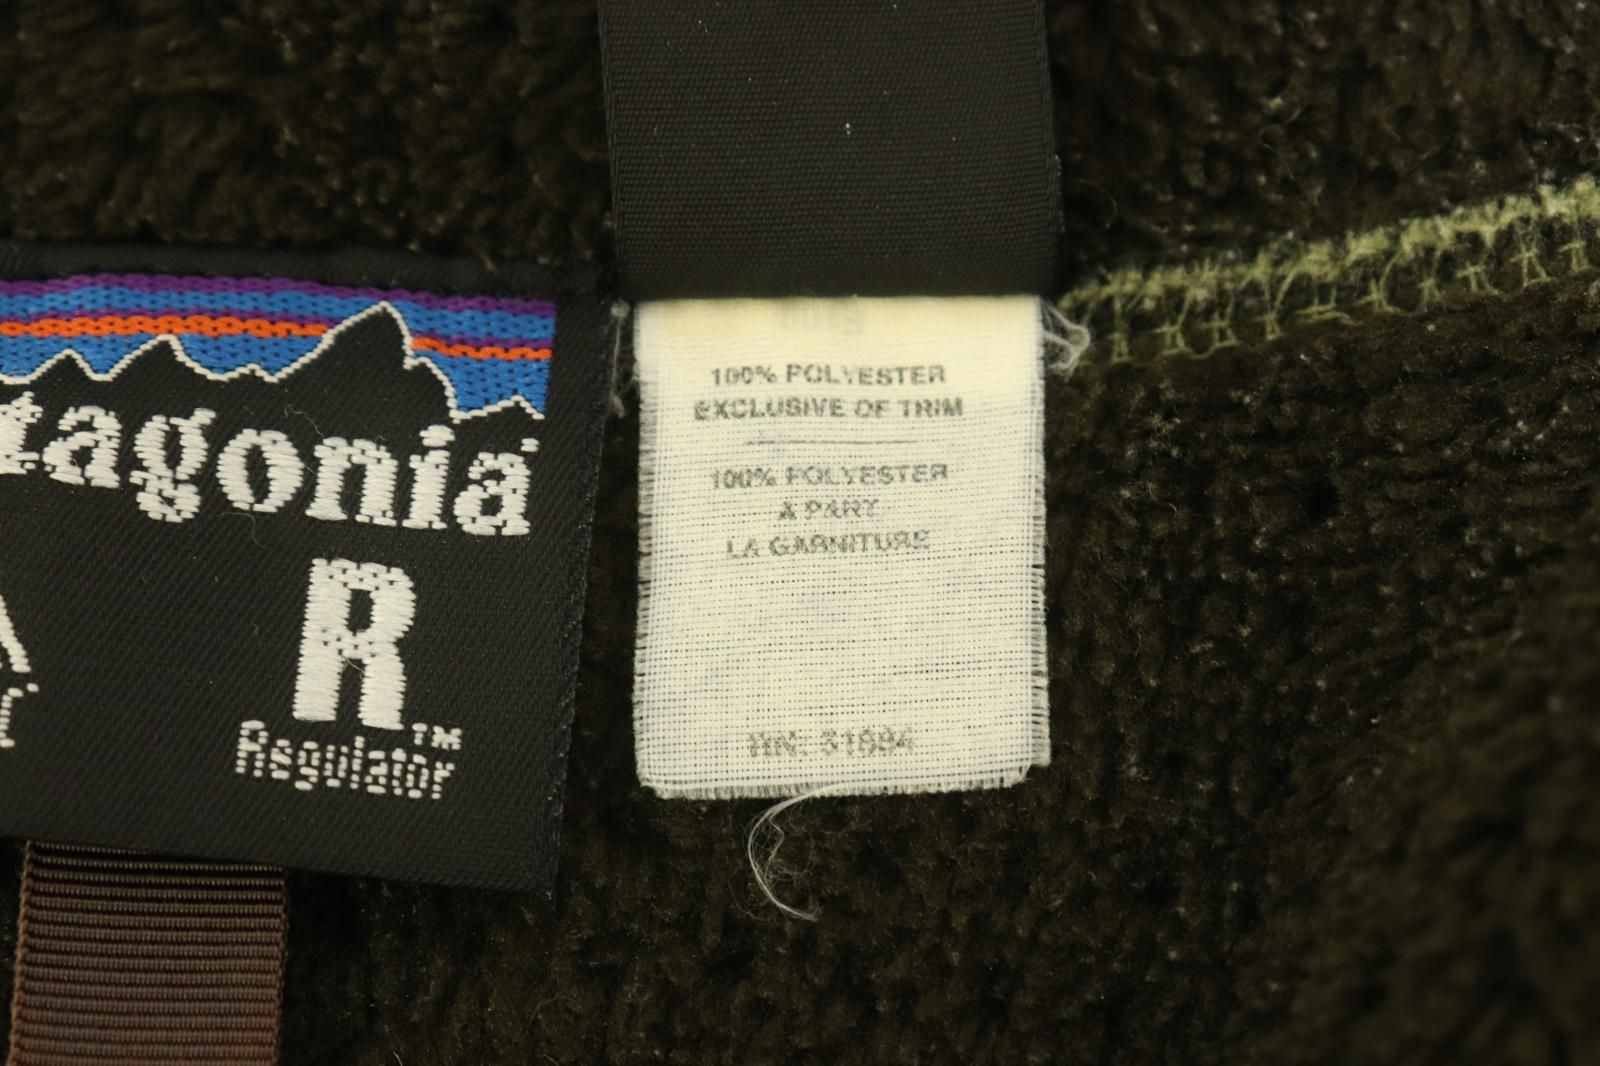 tagonia
R
Regulator™
100% POLYESTER
EXCLUSIVE OF TRIM
100% POLYESTER
A PART
LA GARNITURE
RN: 51884